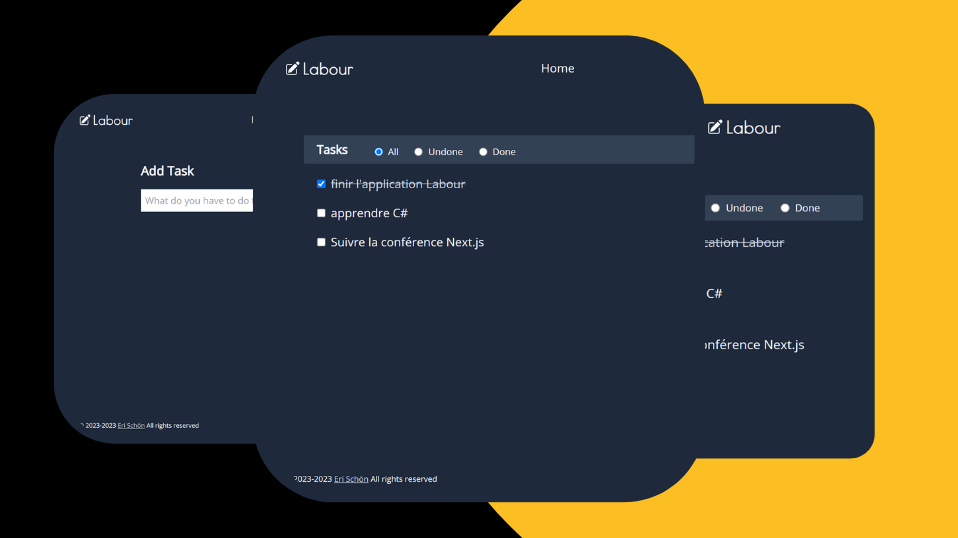 Labour
Add Task
What do you have to do
2023-2023 Eri Schön All rights reserved
Labour
Home
Tasks
All
Undone
Done
finir l'application Labour
apprendre C#
Suivre la conférence Next.js
2023-2023 Eri Schön All rights reserved
Labour
Undone
Done
Labour
C#
Next.js